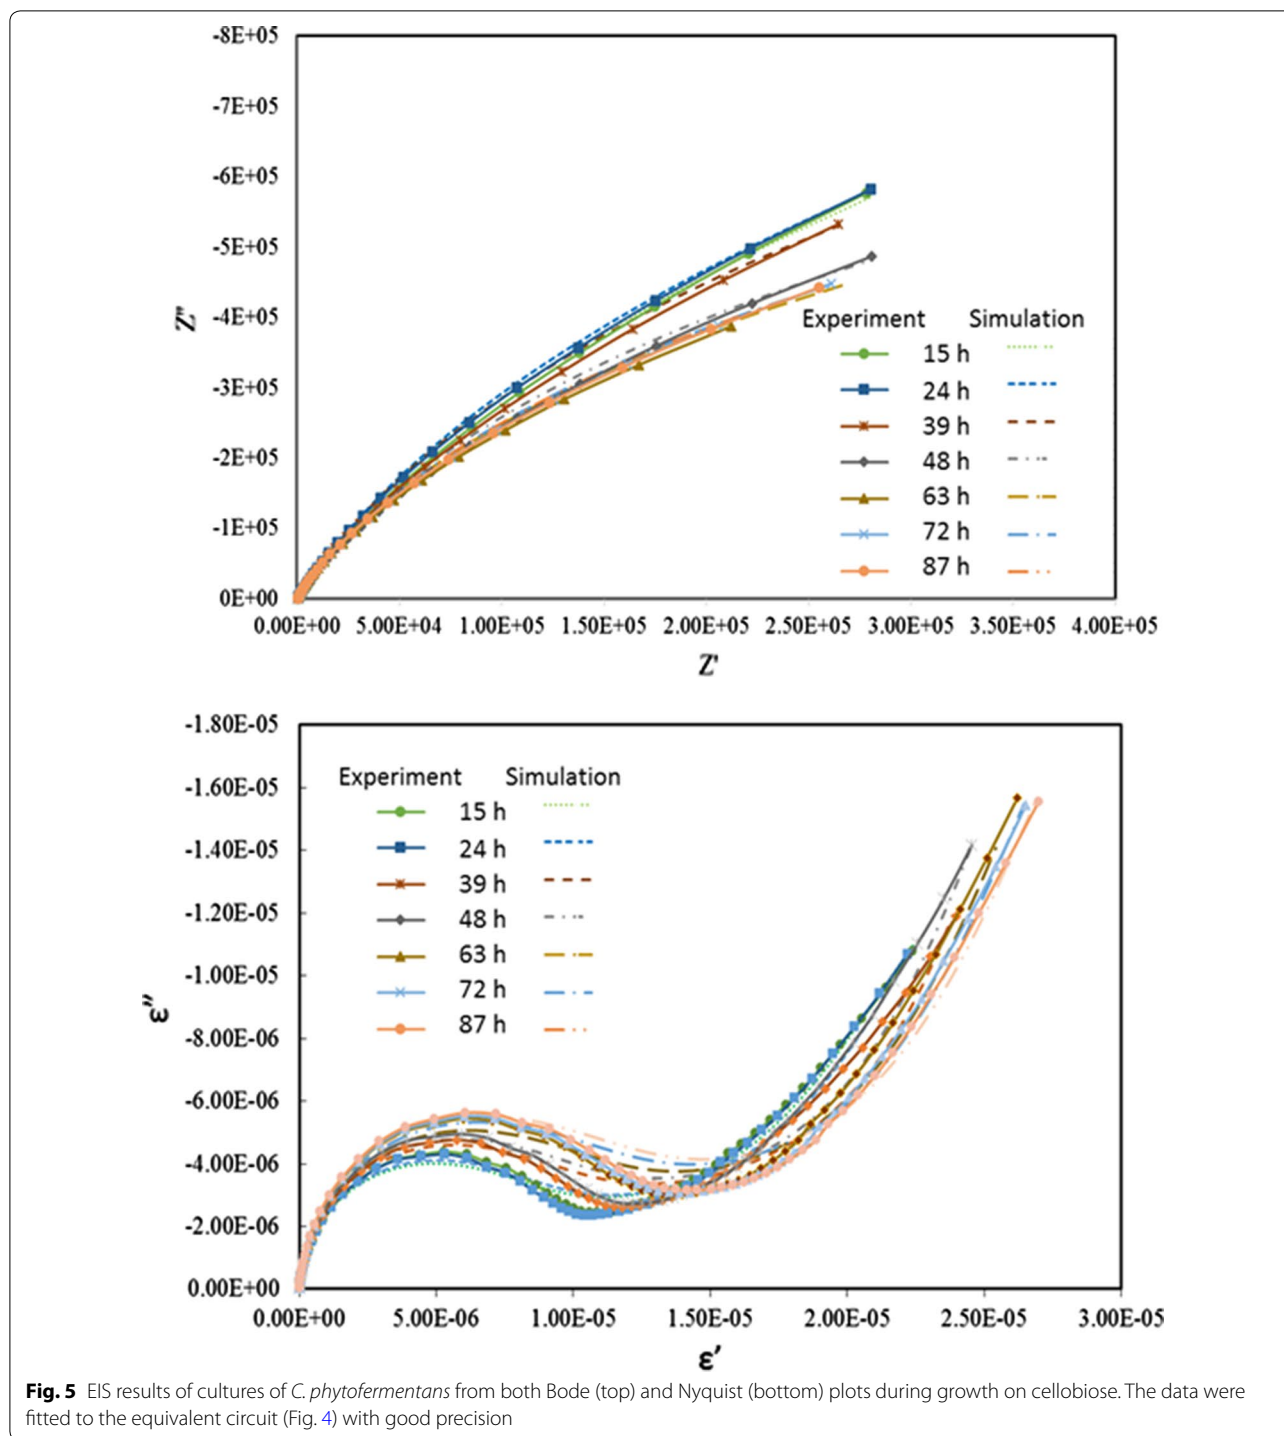 -8E+05
-7E+05
-6E+05
-5E+05
-4E+05
-3E+05
-2E+05
-1E+05
0E+00
Z"
Experiment Simulation
15 h
24 h
39 h
48 h
63 h
72 h
87 h
0.00E+00 5.00E+04 1.00E+05 1.50E+05 2.00E+05 2.50E+05 3.00E+05 3.50E+05 4.00E+05
Z'
-1.80E-05
-1.60E-05
-1.40E-05
-1.20E-05
-1.00E-05
-8.00E-06
-6.00E-06
-4.00E-06
-2.00E-06
0.00E+00
ε"
Experiment Simulation
15 h
24 h
39 h
48 h
63 h
72 h
87 h
0.00E+00 5.00E-06 1.00E-05 1.50E-05 2.00E-05 2.50E-05 3.00E-05
ε'
Fig. 5 EIS results of cultures of C. phytofermentans from both Bode (top) and Nyquist (bottom) plots during growth on cellobiose. The data were
fitted to the equivalent circuit (Fig. 4) with good precision